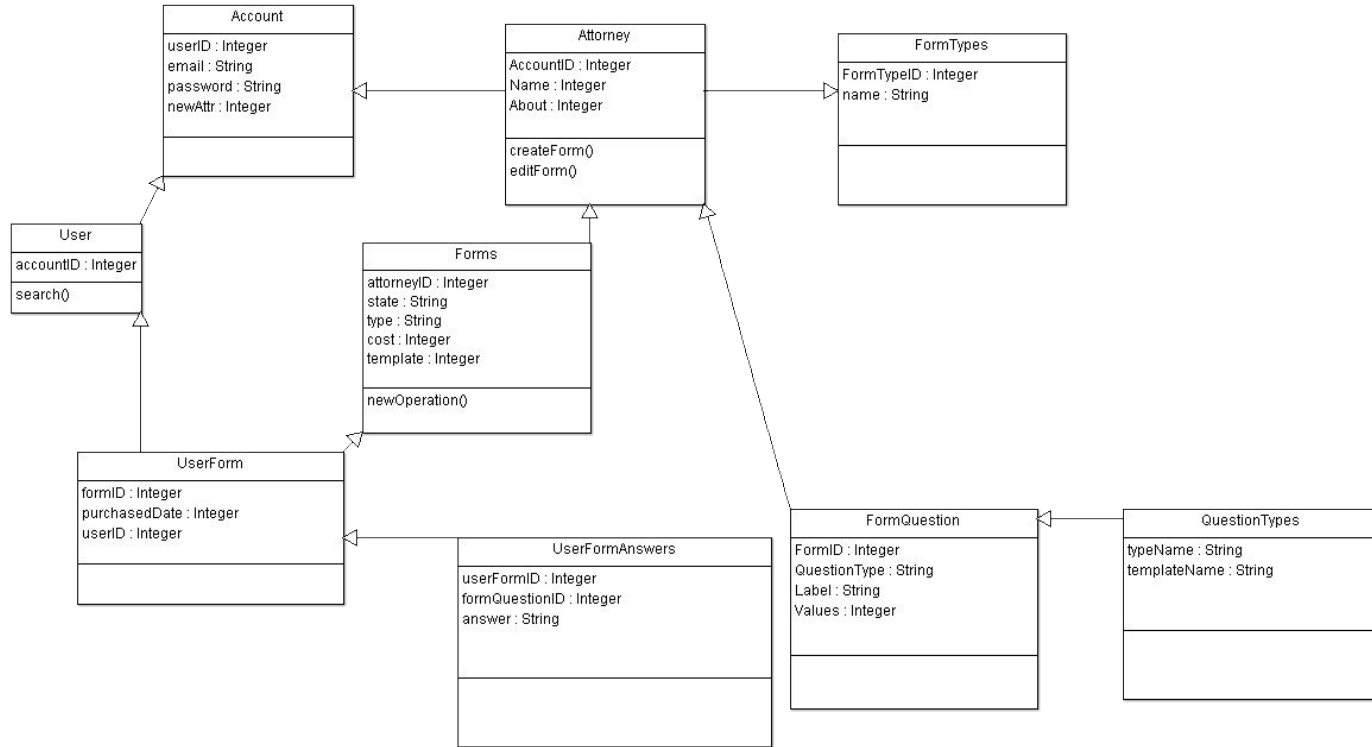 Account
userID : Integer
email : String
password : String
newAttr : Integer
Attorney
AccountID : Integer
Name : Integer
About : Integer
createForm()
editForm()
FormTypes
FormTypeID : Integer
name : String
User
accountID : Integer
search()
Forms
attorneyID : Integer
state : String
type : String
cost : Integer
template : Integer
newOperation()
UserForm
formID : Integer
purchasedDate : Integer
userID : Integer
UserFormAnswers
userFormID : Integer
formQuestionID : Integer
answer : String
FormQuestion
FormID : Integer
QuestionType : String
Label : String
Values : Integer
QuestionTypes
typeName : String
templateName : String